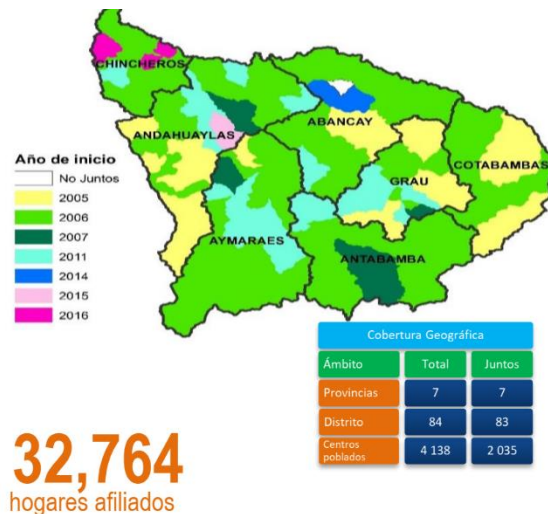 CHINCHEROS
ANDAHUAYLAS
ABANCAY
COTABAMBAS
GRAU
AYMARAES
ANTABAMBA
Año de inicio
No Juntos
2005
2006
2007
2011
2014
2015
2016
Cobertura Geográfica
Ámbito Total Juntos
Provincias 7 7
Distrito 84 83
Centros poblados 4 138 2 035
32,764
hogares afiliados